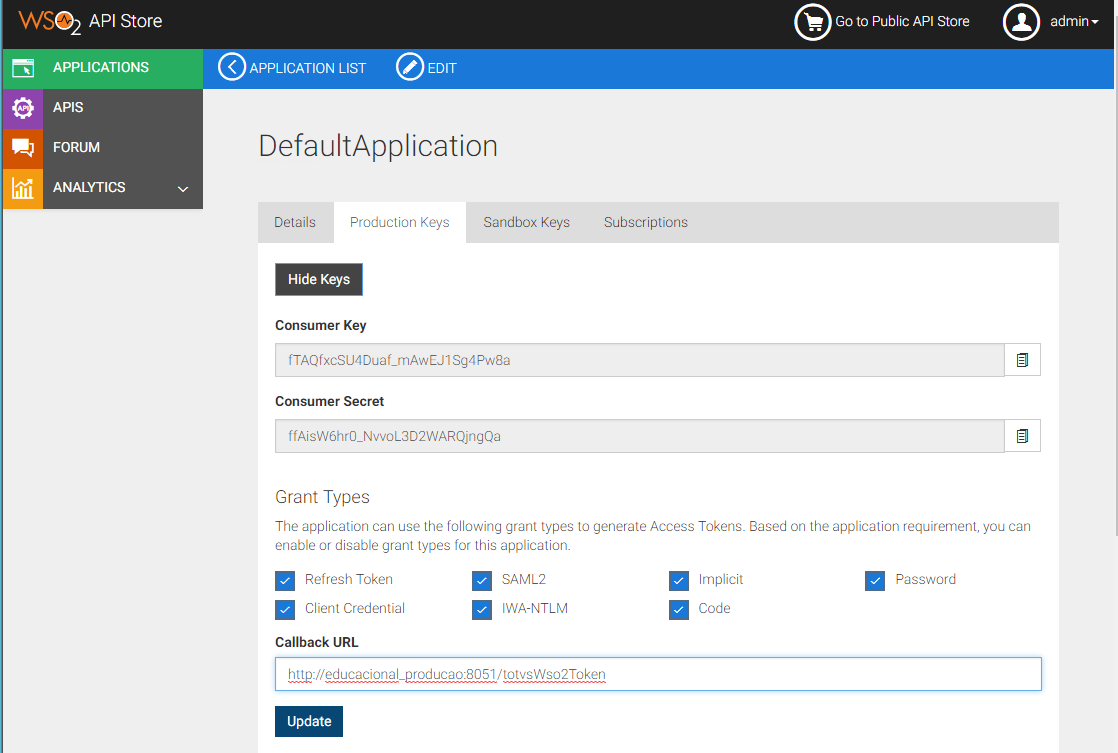 WSO2 API Store
Go to Public API Store
admin
APPLICATIONS
APPLICATION LIST
EDIT
API
APIS
FORUM
ANALYTICS
DefaultApplication
Details
Production Keys
Sandbox Keys
Subscriptions
Hide Keys
Consumer Key
fTAQfxcSU4Duaf_mAwEJ1Sg4Pw8a
Consumer Secret
ffAisW6hr0_NvvoL3D2WARQjngQa
Grant Types
The application can use the following grant types to generate Access Tokens. Based on the application requirement, you can
enable or disable grant types for this application.
Refresh Token
SAML2
Implicit
Password
Client Credential
IWA-NTLM
Code
Callback URL
http://educacional_producao:8051/totvsWso2Token
Update